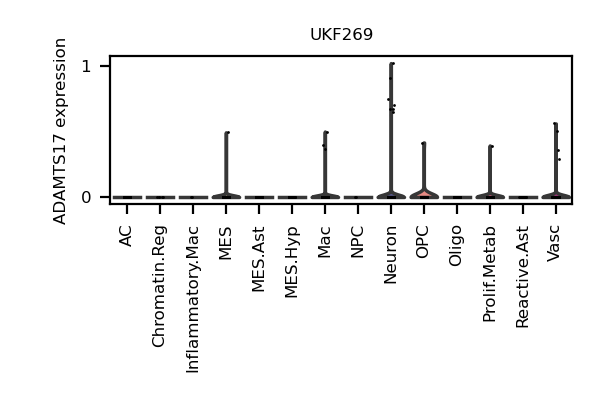 UKF269
ADAMTS17 expression
1
0
AC
Chromatin.Reg
Inflammatory.Mac
MES
MES.Ast
MES.Hyp
Mac
NPC
Neuron
OPC
Oligo
Prolif.Metab
Reactive.Ast
Vasc